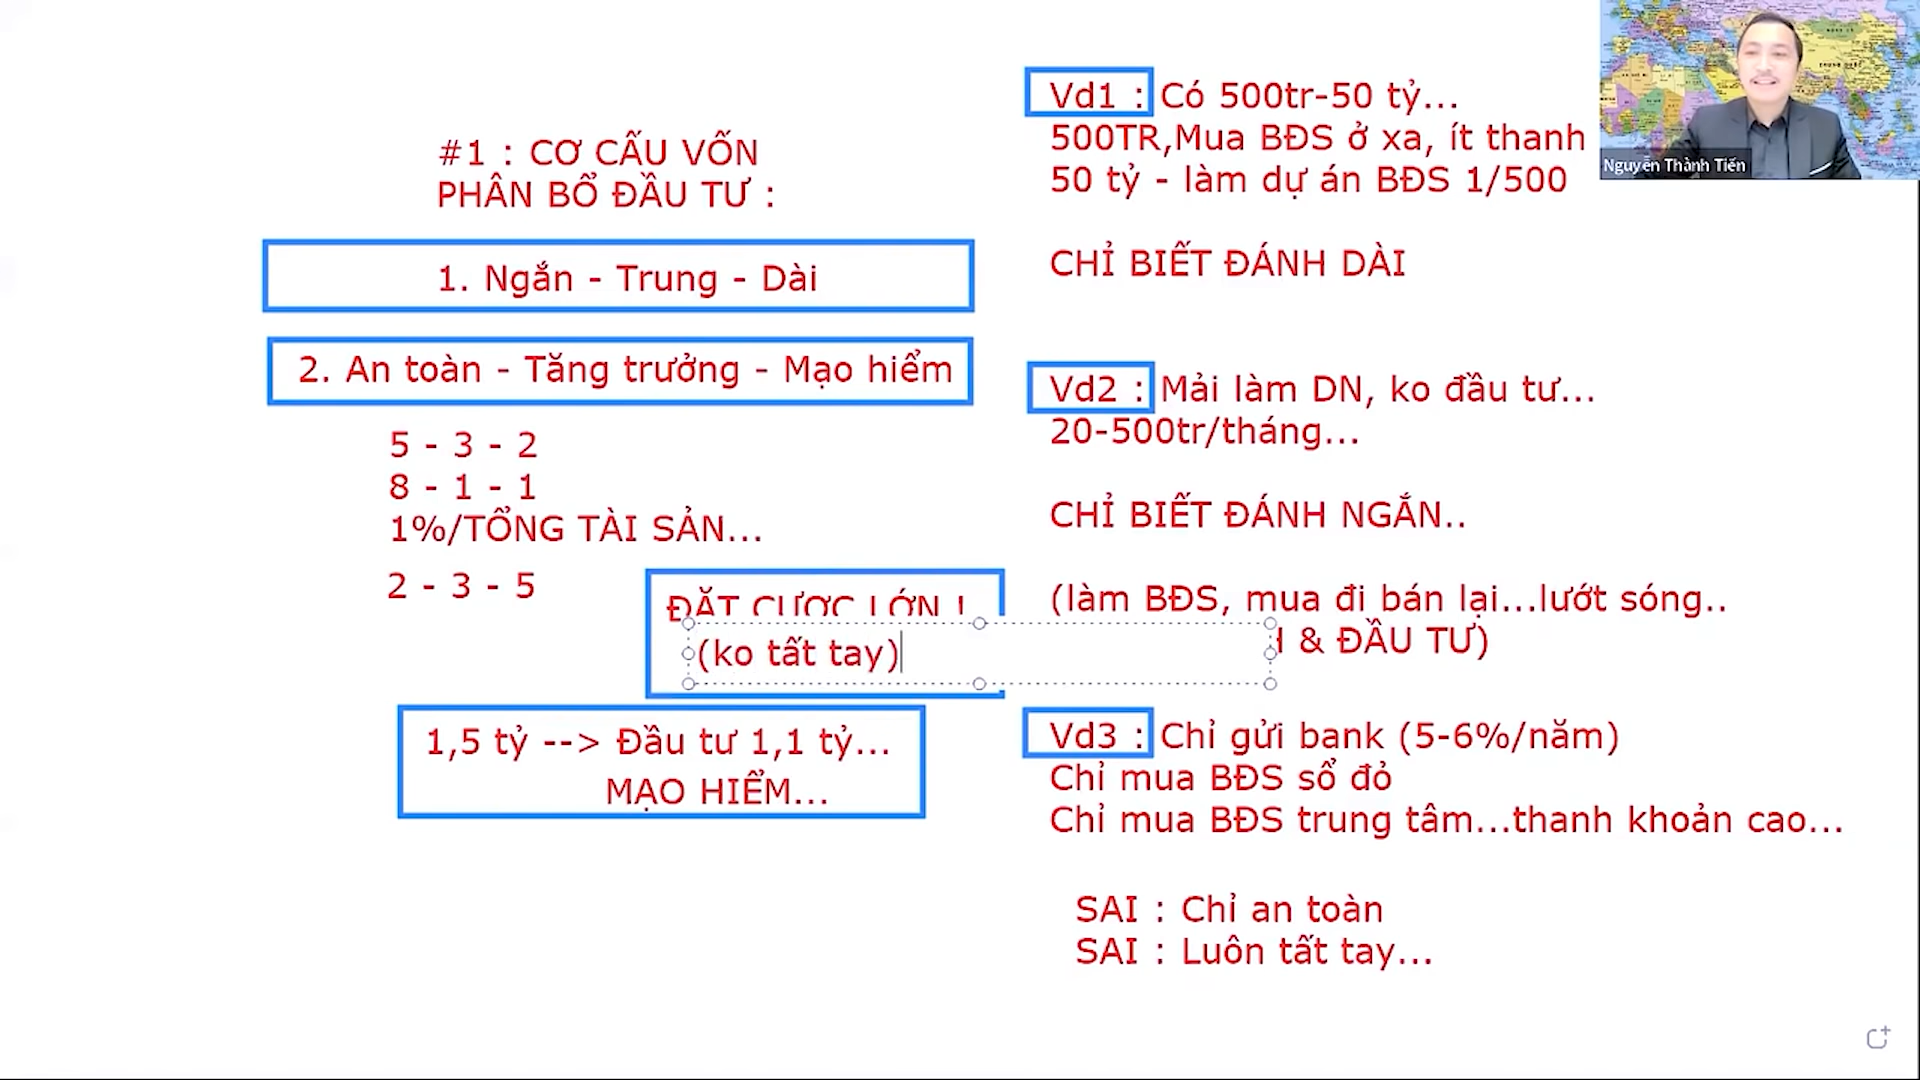 #1 : CƠ CẤU VỐN
PHÂN BỔ ĐẦU TƯ :
1. Ngắn - Trung - Dài
2. An toàn - Tăng trưởng - Mạo hiểm
5 - 3 - 2
8 - 1 - 1
1%/TỔNG TÀI SẢN...
2 - 3 - 5
ĐẶT CƯỢC LỚN !
(ko tất tay)
1,5 tỷ --> Đầu tư 1,1 tỷ...
MẠO HIỂM...
Vd1 : Có 500tr-50 tỷ...
500TR,Mua BĐS ở xa, ít thanh
50 tỷ - làm dự án BĐS 1/500
CHỈ BIẾT ĐÁNH DÀI
Vd2 : Mải làm DN, ko đầu tư...
20-500tr/tháng...
CHỈ BIẾT ĐÁNH NGẮN..
(làm BĐS, mua đi bán lại...lướt sóng..
& ĐẦU TƯ)
Vd3 : Chỉ gửi bank (5-6%/năm)
Chỉ mua BĐS sổ đỏ
Chỉ mua BĐS trung tâm...thanh khoản cao...
SAI : Chỉ an toàn
SAI : Luôn tất tay...
Nguyễn Thành Tiến